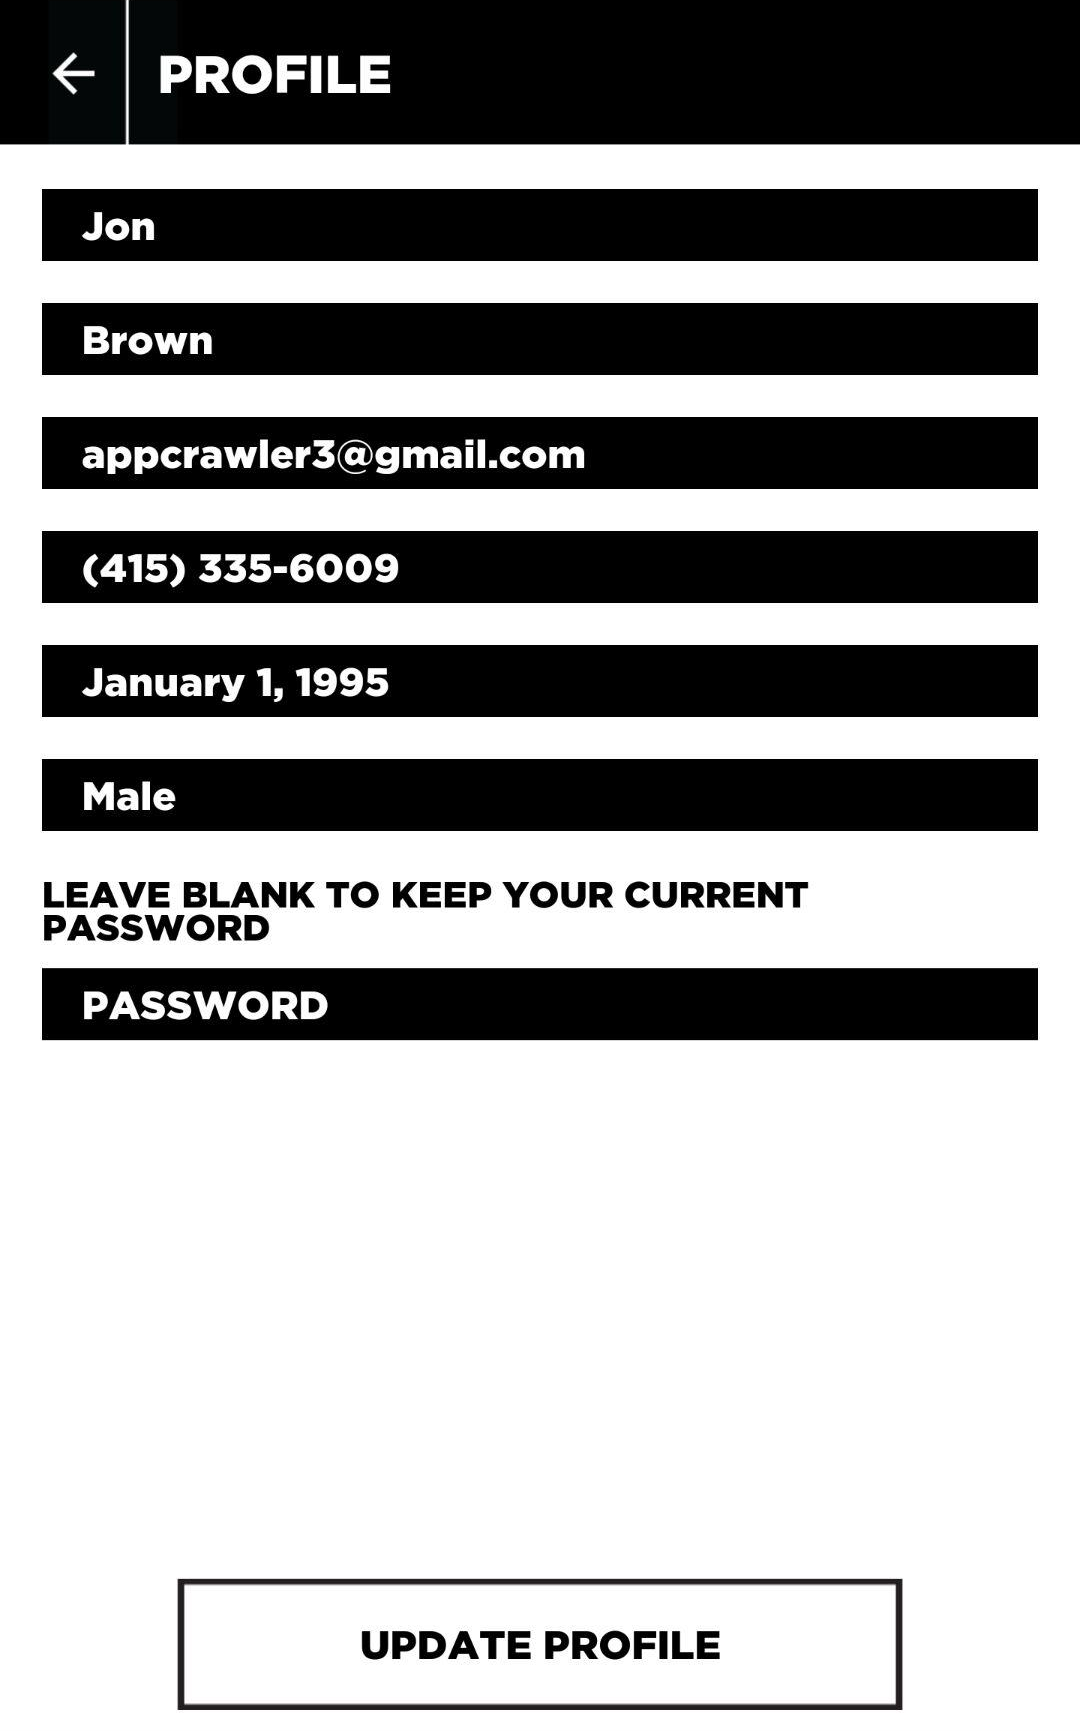 PROFILE
Jon
Brown
appcrawler3@gmail.com
(415) 335-6009
January 1, 1995
Male
LEAVE BLANK TO KEEP YOUR CURRENT
PASSWORD
PASSWORD
UPDATE PROFILE